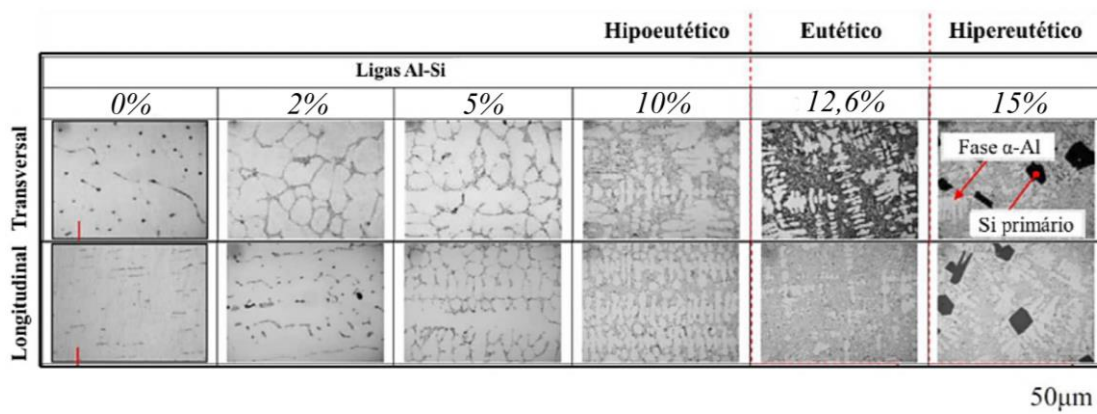 Hipoeutético Eutético Hipereutético
Ligas Al-Si
0% 2% 5% 10% 12,6% 15%
Transversal
Fase α-Al
Si primário
Longitudinal
50µm